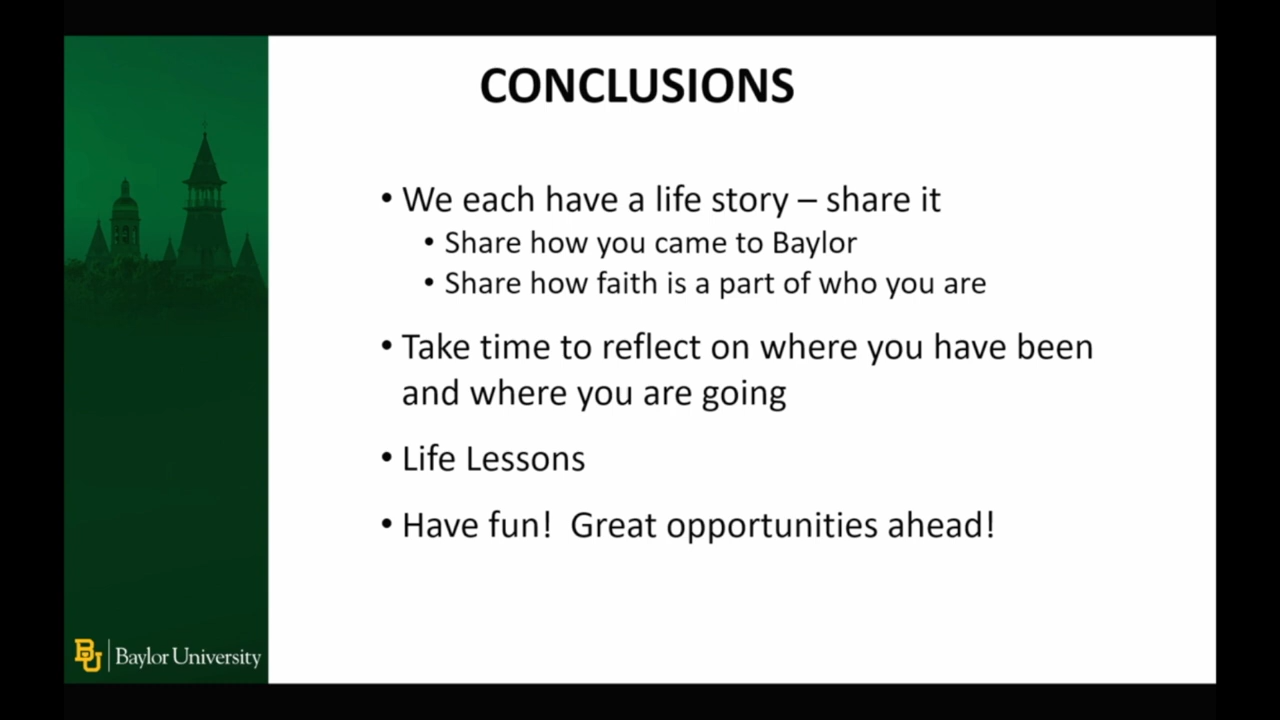 CONCLUSIONS
• We each have a life story – share it
• Share how you came to Baylor
• Share how faith is a part of who you are
• Take time to reflect on where you have been
and where you are going
• Life Lessons
• Have fun!  Great opportunities ahead!
BU Baylor University